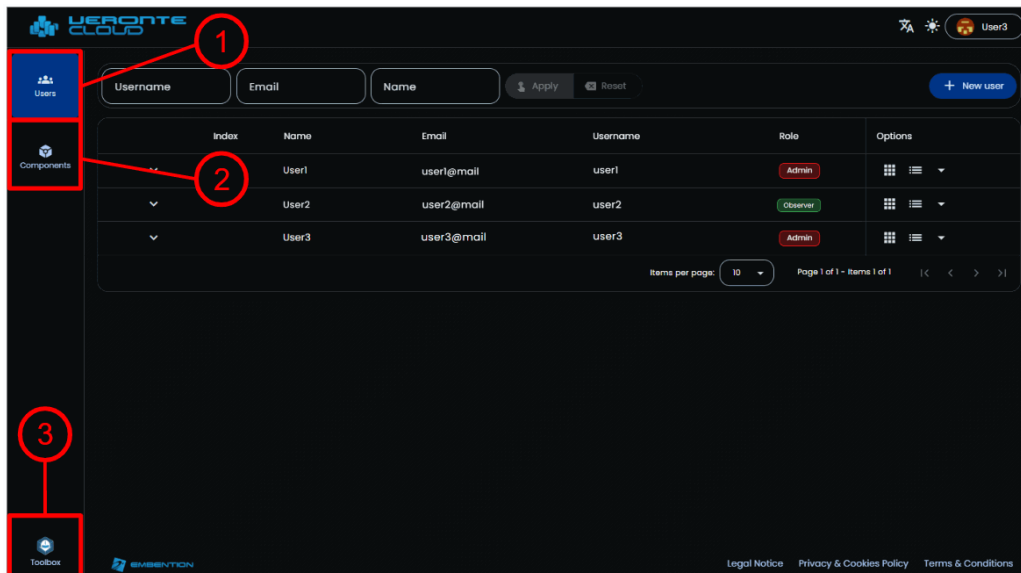 VERONTE
CLOUD
User3
1
Users
Username
Email
Name
Apply
Reset
+ New user
Index
Name
Email
Username
Role
Options
Components
2
User1
user1@mail
user1
Admin
User2
user2@mail
user2
Observer
User3
user3@mail
user3
Admin
Items per page:
10
Page 1 of 1 - Items 1 of 1
3
Toolbox
EMBENTION
Legal Notice
Privacy & Cookies Policy
Terms & Conditions